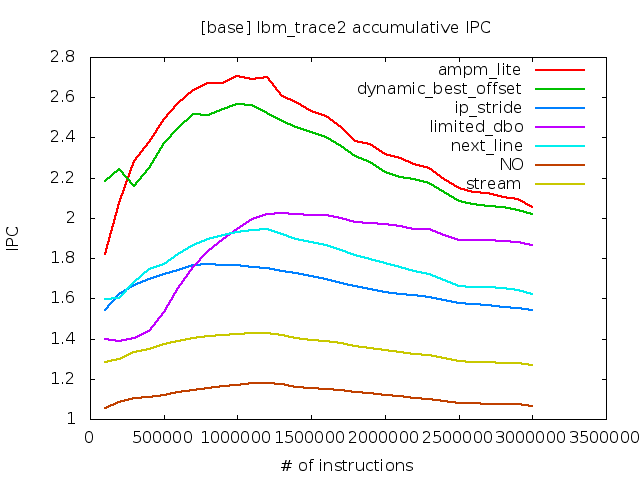 [base] lbm_trace2 accumulative IPC
2.8
2.6
2.4
2.2
2
1.8
1.6
1.4
1.2
1
IPC
ampm_lite
dynamic_best_offset
ip_stride
limited_dbo
next_line
NO
stream
0 500000 1000000 1500000 2000000 2500000 3000000 3500000
# of instructions